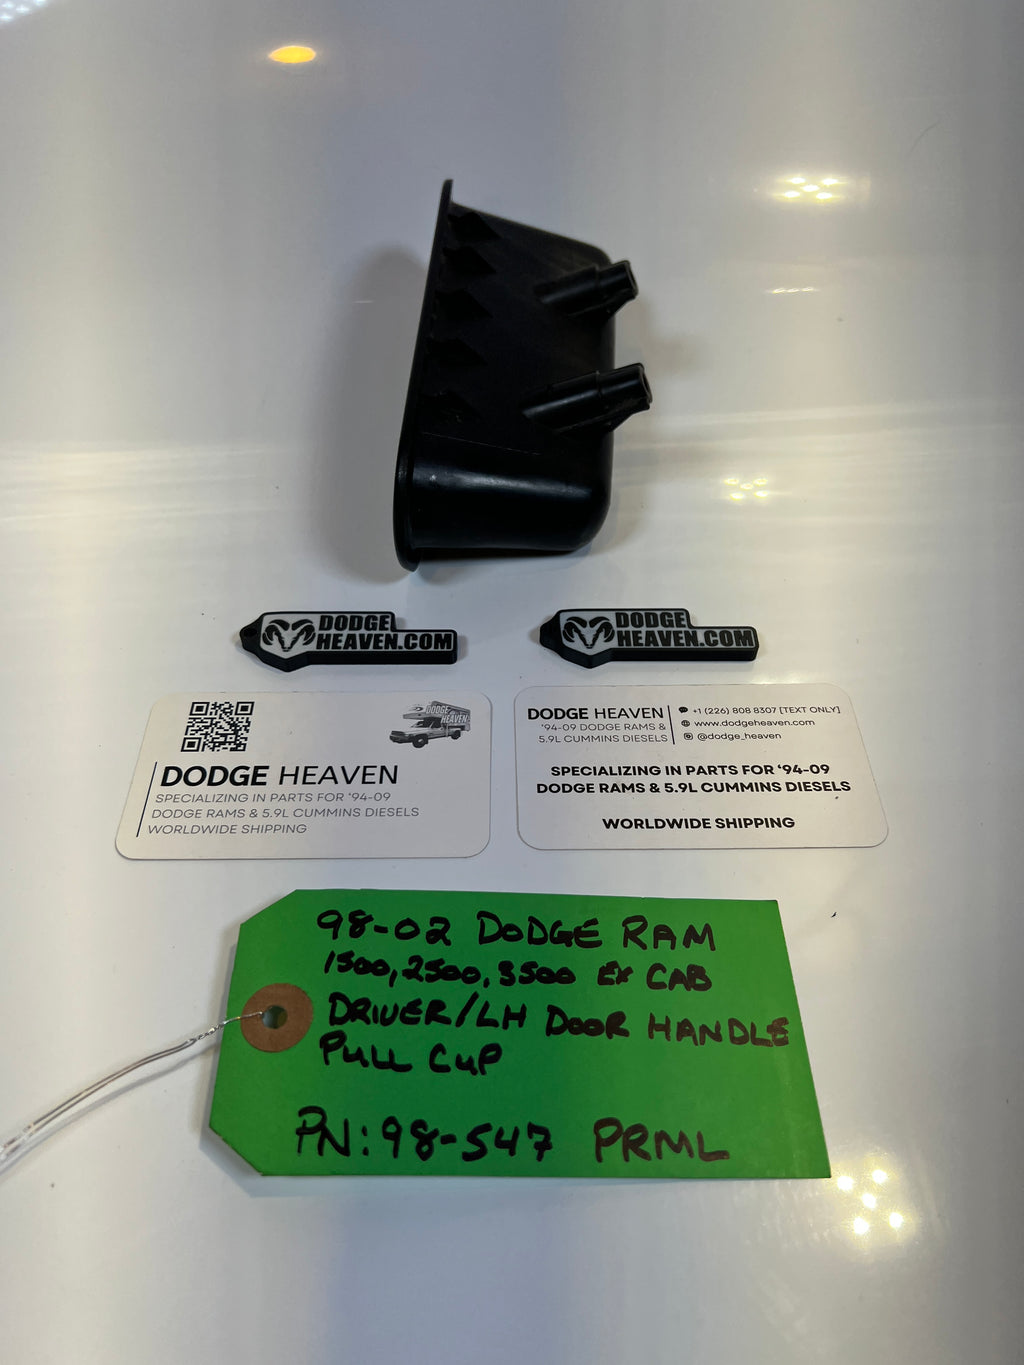 DODGE
HEAVEN.COM
DODGE
HEAVEN.COM
DODGE
HEAVEN
DODGE HEAVEN
SPECIALIZING IN PARTS FOR '94-09
DODGE RAMS & 5.9L CUMMINS DIESELS
WORLDWIDE SHIPPING
DODGE HEAVEN
'94-09 DODGE RAMS &
5.9L CUMMINS DIESELS
+1 (226) 808 8307 [TEXT ONLY]
www.dodgeheaven.com
@dodge_heaven
SPECIALIZING IN PARTS FOR '94-09
DODGE RAMS & 5.9L CUMMINS DIESELS
WORLDWIDE SHIPPING
98-02 DODGE RAM
1500, 2500, 3500 EX CAB
DRIVER/LH DOOR HANDLE
PULL CUP
PN: 98-547 PRML